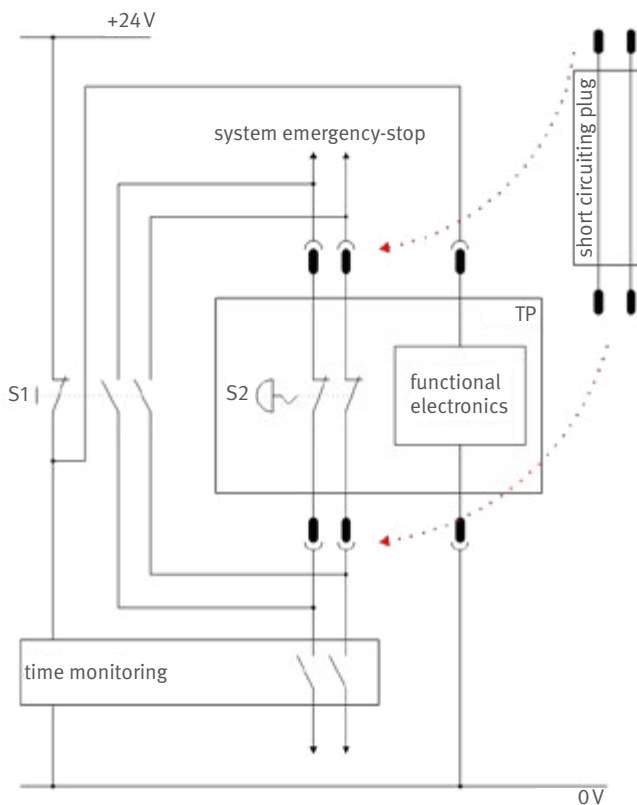 +24 V
system emergency-stop
short circuiting plug
TP
S1
S2
functional
electronics
time monitoring
0 V